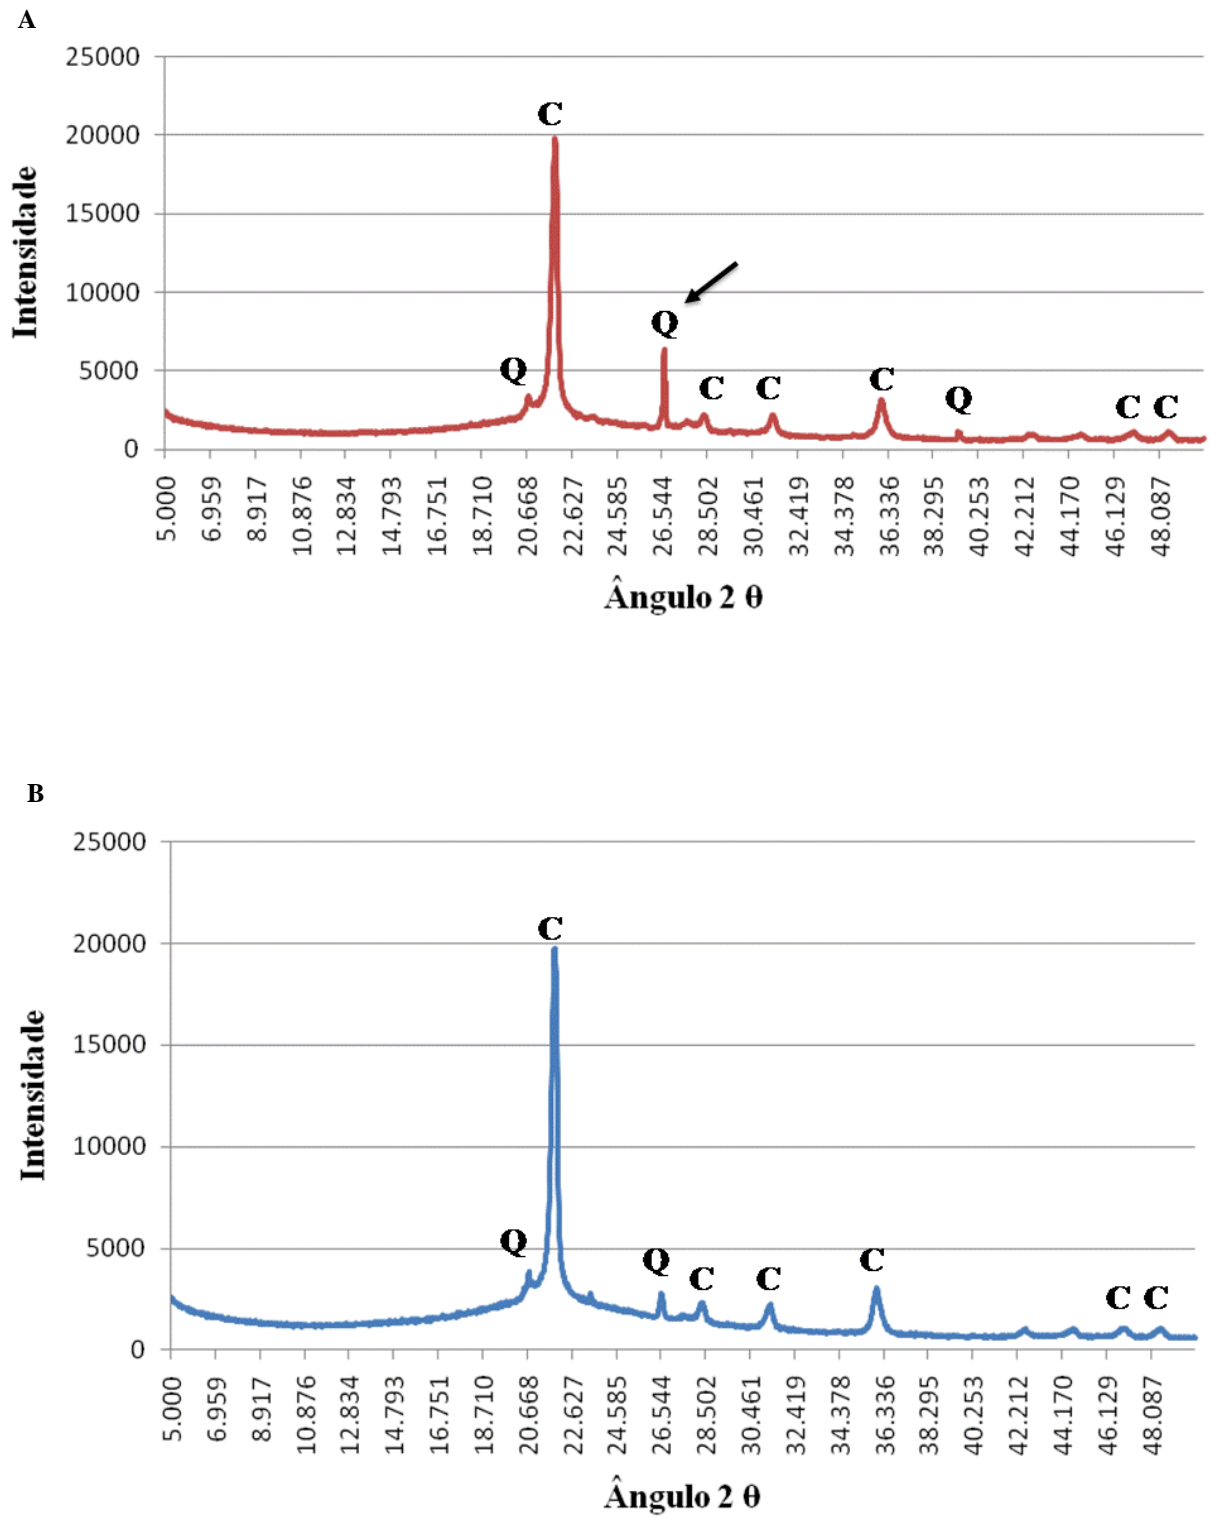 A
25000
20000
15000
10000
5000
0
Intensidade
C
Q
Q
C
C
C
Q
C C
5.000 6.959 8.917 10.876 12.834 14.793 16.751 18.710 20.668 22.627 24.585 26.544 28.502 30.461 32.419 34.378 36.336 38.295 40.253 42.212 44.170 46.129 48.087
Ângulo 2 θ
B
25000
20000
15000
10000
5000
0
Intensidade
C
Q
Q
C
C
C
C C
5.000 6.959 8.917 10.876 12.834 14.793 16.751 18.710 20.668 22.627 24.585 26.544 28.502 30.461 32.419 34.378 36.336 38.295 40.253 42.212 44.170 46.129 48.087
Ângulo 2 θ